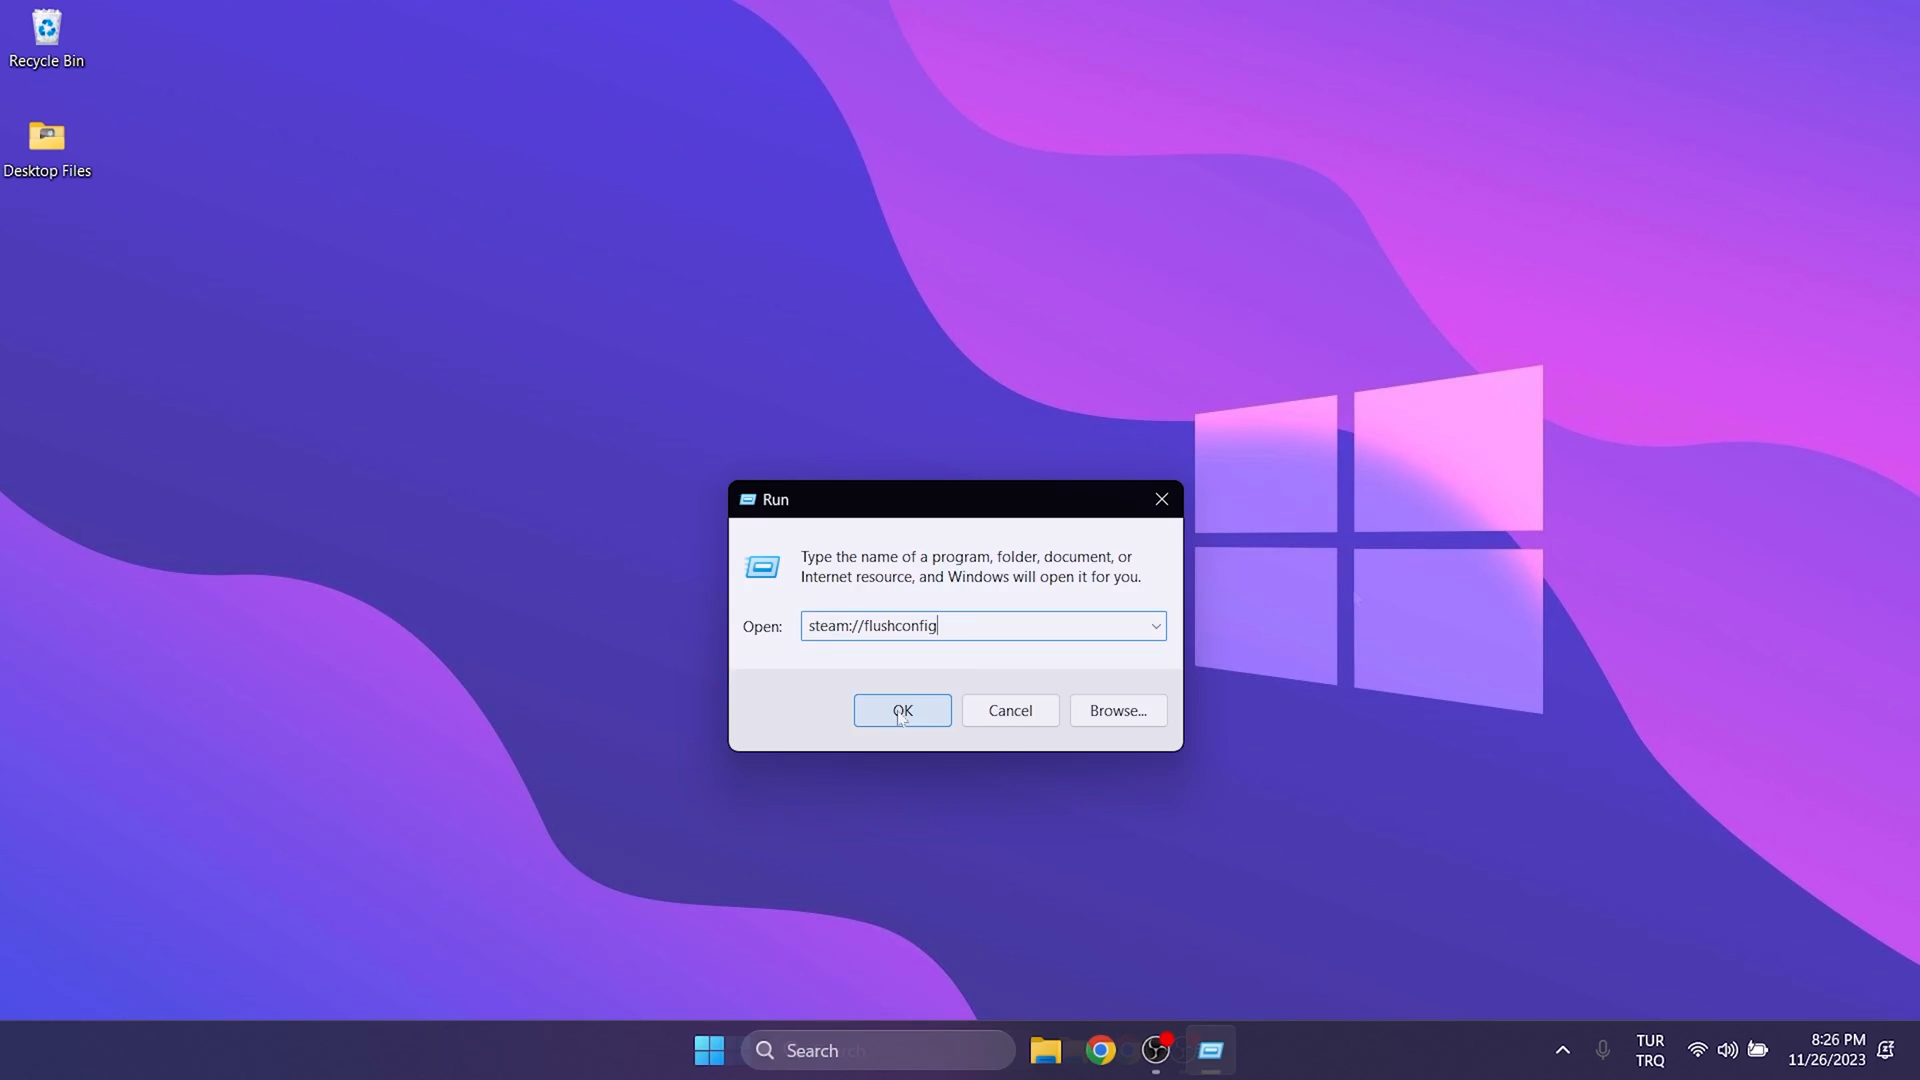 Recycle Bin
Desktop Files
Run
Type the name of a program, folder, document, or
Internet resource, and Windows will open it for you.
Open:
steam://flushconfig
OK
Cancel
Browse...
Search
TUR
TRQ
8:26 PM
11/26/2023